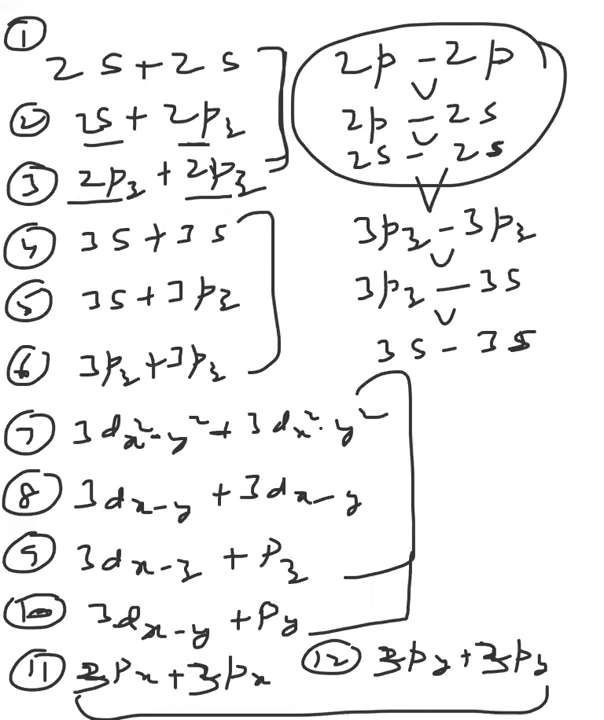 ①
2s + 2s
② 2s + 2pz
③ 2pz + 2pz
④ 3s + 3s
⑤ 3s + 3pz
⑥ 3pz + 3pz
⑦ 3dx²-y² + 3dx²-y²
⑧ 3dx-y + 3dx-y
⑨ 3dx-z + Pz
⑩ 3dx-y + Py
⑪ 3Px + 3Px
⑫ 3Py + 3Py
2p - 2p
v
2p - 2s
v
2s - 2s
V
3pz - 3pz
v
3pz - 3s
v
3s - 3s